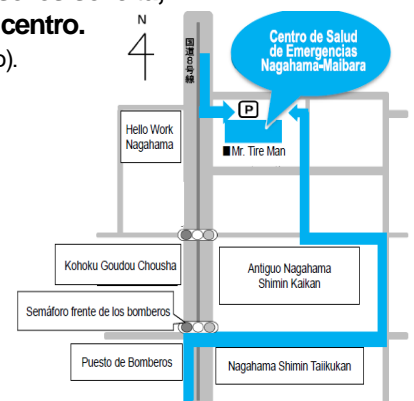 centro.
o).
N
国道8号線
Centro de Salud
de Emergencias
Nagahama-Maibara
P
Hello Work
Nagahama
■Mr. Tire Man
Kohoku Goudou Chousha
Antiguo Nagahama
Shimin Kaikan
Semáforo frente de los bomberos
Puesto de Bomberos
Nagahama Shimin Taiikukan